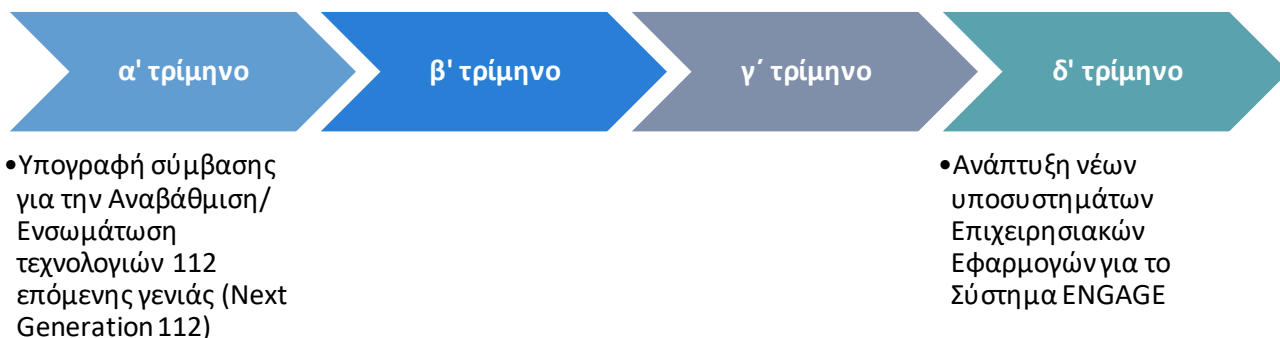 α' τρίμηνο
β' τρίμηνο
γ΄ τρίμηνο
δ' τρίμηνο
•Υπογραφή σύμβασης
για την Αναβάθμιση/
Ενσωμάτωση
τεχνολογιών 112
επόμενης γενιάς (Next
Generation 112)
•Ανάπτυξη νέων
υποσυστημάτων
Επιχειρησιακών
Εφαρμογών για το
Σύστημα ENGAGE